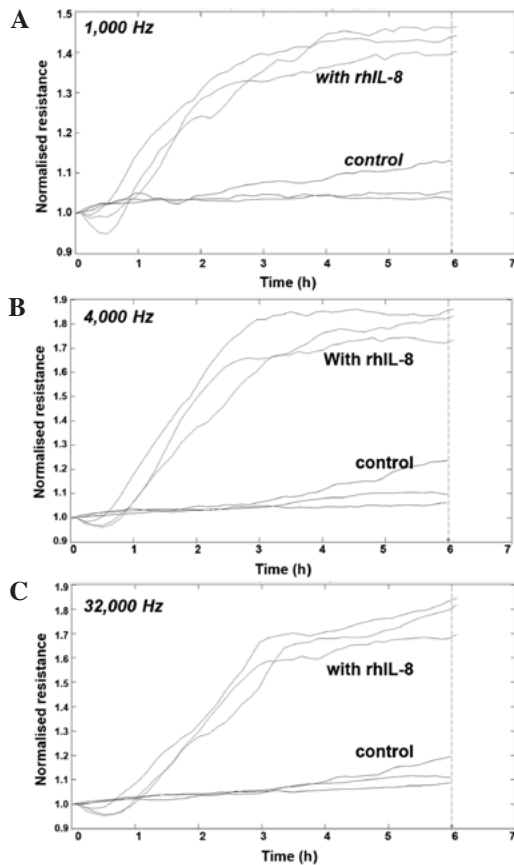 A
1,000 Hz
1.5
1.4
1.3
1.2
1.1
1.0
0.9
Normalised resistance
with rhIL-8
control
0
1
2
3
4
5
6
7
Time (h)
B
4,000 Hz
1.9
1.8
1.7
1.6
1.5
1.4
1.3
1.2
1.1
1.0
0.9
Normalised resistance
With rhIL-8
control
0
1
2
3
4
5
6
7
Time (h)
C
32,000 Hz
1.9
1.8
1.7
1.6
1.5
1.4
1.3
1.2
1.1
1.0
0.9
Normalised resistance
with rhIL-8
control
0
1
2
3
4
5
6
7
Time (h)